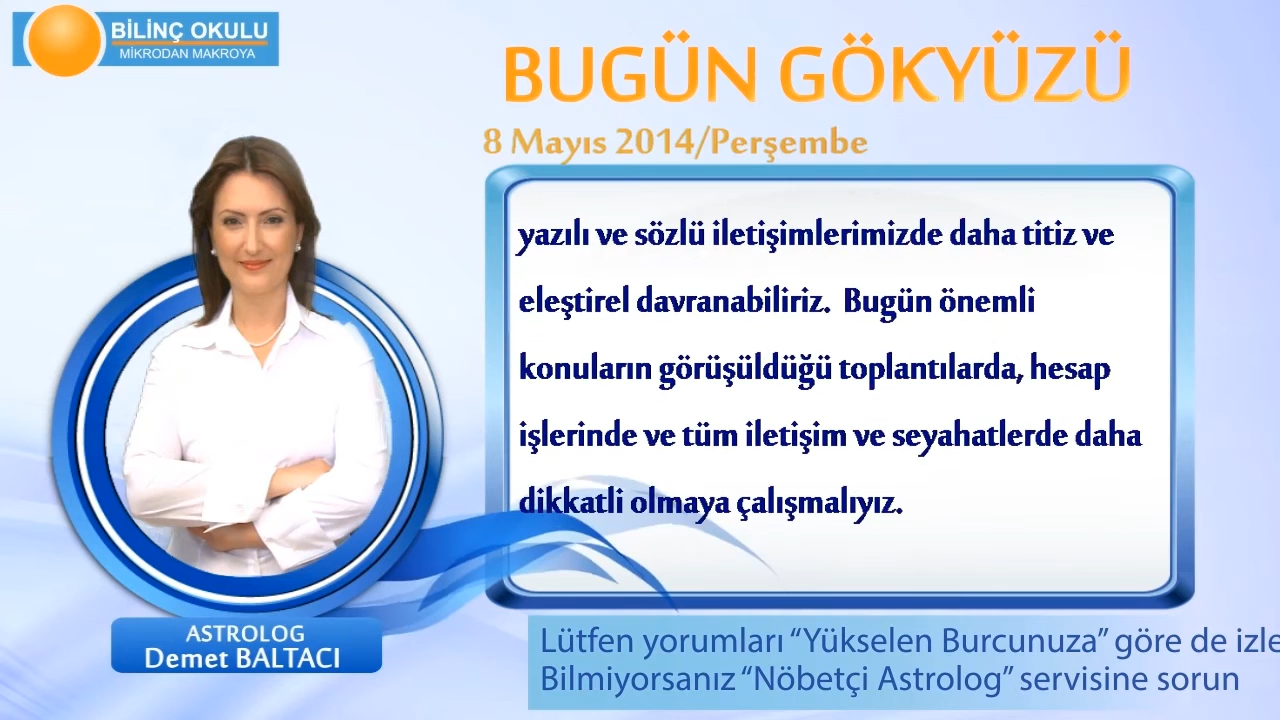 BİLİNÇ OKULU
MİKRODAN MAKROYA
BUGÜN GÖKYÜZÜ
8 Mayıs 2014/Perşembe
yazılı ve sözlü iletişimlerimizde daha titiz ve
eleştirel davranabiliriz. Bugün önemli
konuların görüşüldüğü toplantılarda, hesap
işlerinde ve tüm iletişim ve seyahatlerde daha
dikkatli olmaya çalışmalıyız.
ASTROLOG
Demet BALTACI
Lütfen yorumları “Yükselen Burcunuza” göre de izle
Bilmiyorsanız “Nöbetçi Astrolog” servisine sorun